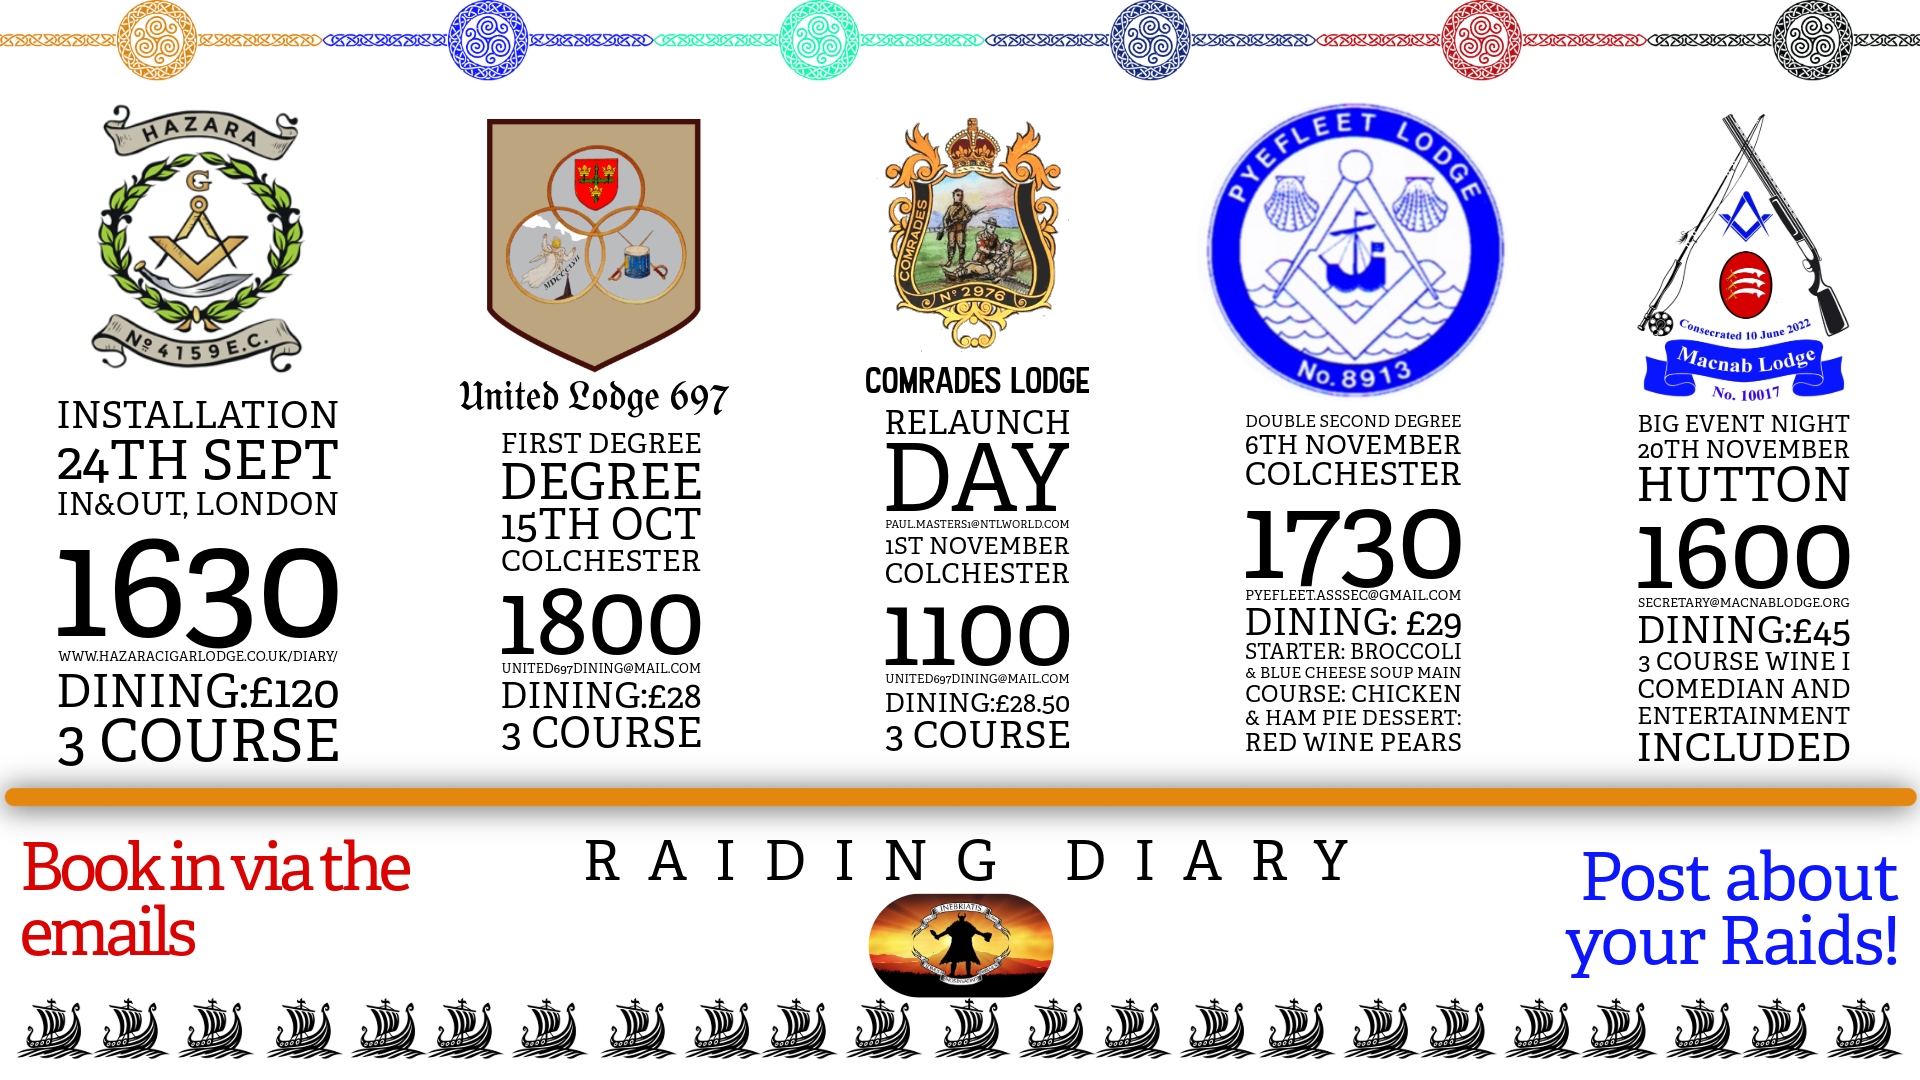 HAZARA
G
Nº 4159 E.C.
INSTALLATION
24TH SEPT
IN&OUT, LONDON
1630
WWW.HAZARACIGARLODGE.CO.UK/DIARY/
DINING:£120
3 COURSE
MDCCCLVII
United Lodge 697
FIRST DEGREE
DEGREE
15TH OCT
COLCHESTER
1800
UNITED697DINING@MAIL.COM
DINING:£28
3 COURSE
COMRADES
Nº 2976
COMRADES LODGE
RELAUNCH
DAY
PAUL.MASTERS1@NTLWORLD.COM
1ST NOVEMBER
COLCHESTER
1100
UNITED697DINING@MAIL.COM
DINING:£28.50
3 COURSE
PYEFLEET LODGE
No. 8913
DOUBLE SECOND DEGREE
6TH NOVEMBER
COLCHESTER
1730
PYEFLEET.ASSSEC@GMAIL.COM
DINING: £29
STARTER: BROCCOLI
& BLUE CHEESE SOUP MAIN
COURSE: CHICKEN
& HAM PIE DESSERT:
RED WINE PEARS
Consecrated 10 June 2022
Macnab Lodge
No. 10017
BIG EVENT NIGHT
20TH NOVEMBER
HUTTON
1600
SECRETARY@MACNABLODGE.ORG
DINING:£45
3 COURSE WINE I
COMEDIAN AND
ENTERTAINMENT
INCLUDED
Book in via the
emails
RAIDING DIARY
INEBRIATIS
Post about
your Raids!